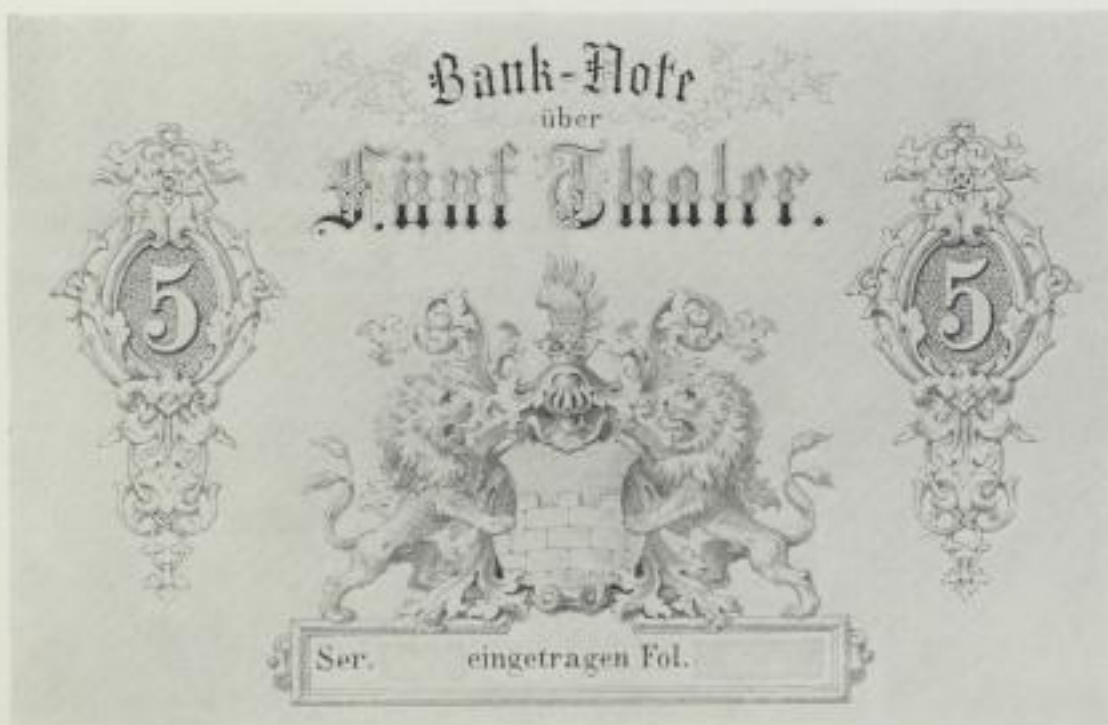 Bank-Note
über
Fünf Thaler.
5 5
Ser. eingetragen Fol.